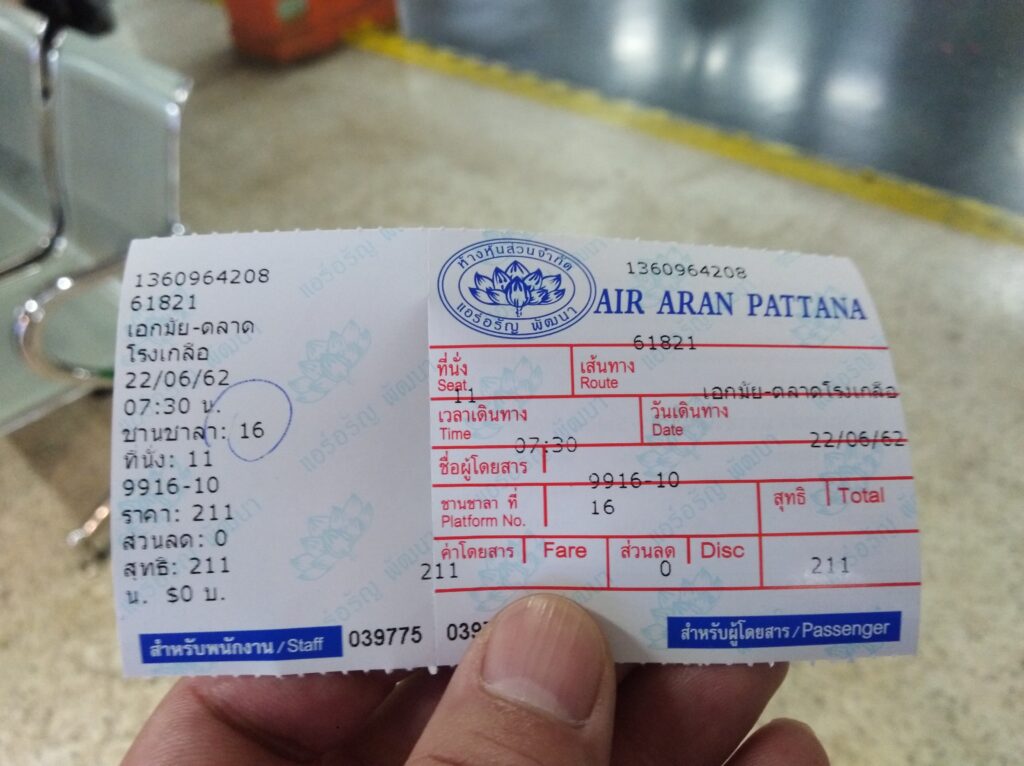 1360964208
61821
เอกมัย-ตลาด
โรงเกลือ
22/06/62
07:30 น.
ชานชาลา: 16
ที่นั่ง: 11
9916-10
ราคา: 211
ส่วนลด: 0
สุทธิ: 211
น. $0 บ.
สำหรับพนักงาน / Staff 039775
ห้างหุ้นส่วนจำกัด
แอร์อรัญ พัฒนา
1360964208
AIR ARAN PATTANA
61821
ที่นั่ง
Seat
11
เส้นทาง
Route
เอกมัย-ตลาดโรงเกลือ
เวลาเดินทาง
Time
07:30
วันเดินทาง
Date
22/06/62
ชื่อผู้โดยสาร
9916-10
ชานชาลา ที่
Platform No.
16
สุทธิ Total
ค่าโดยสาร Fare
211
ส่วนลด Disc
0
211
สำหรับผู้โดยสาร / Passenger